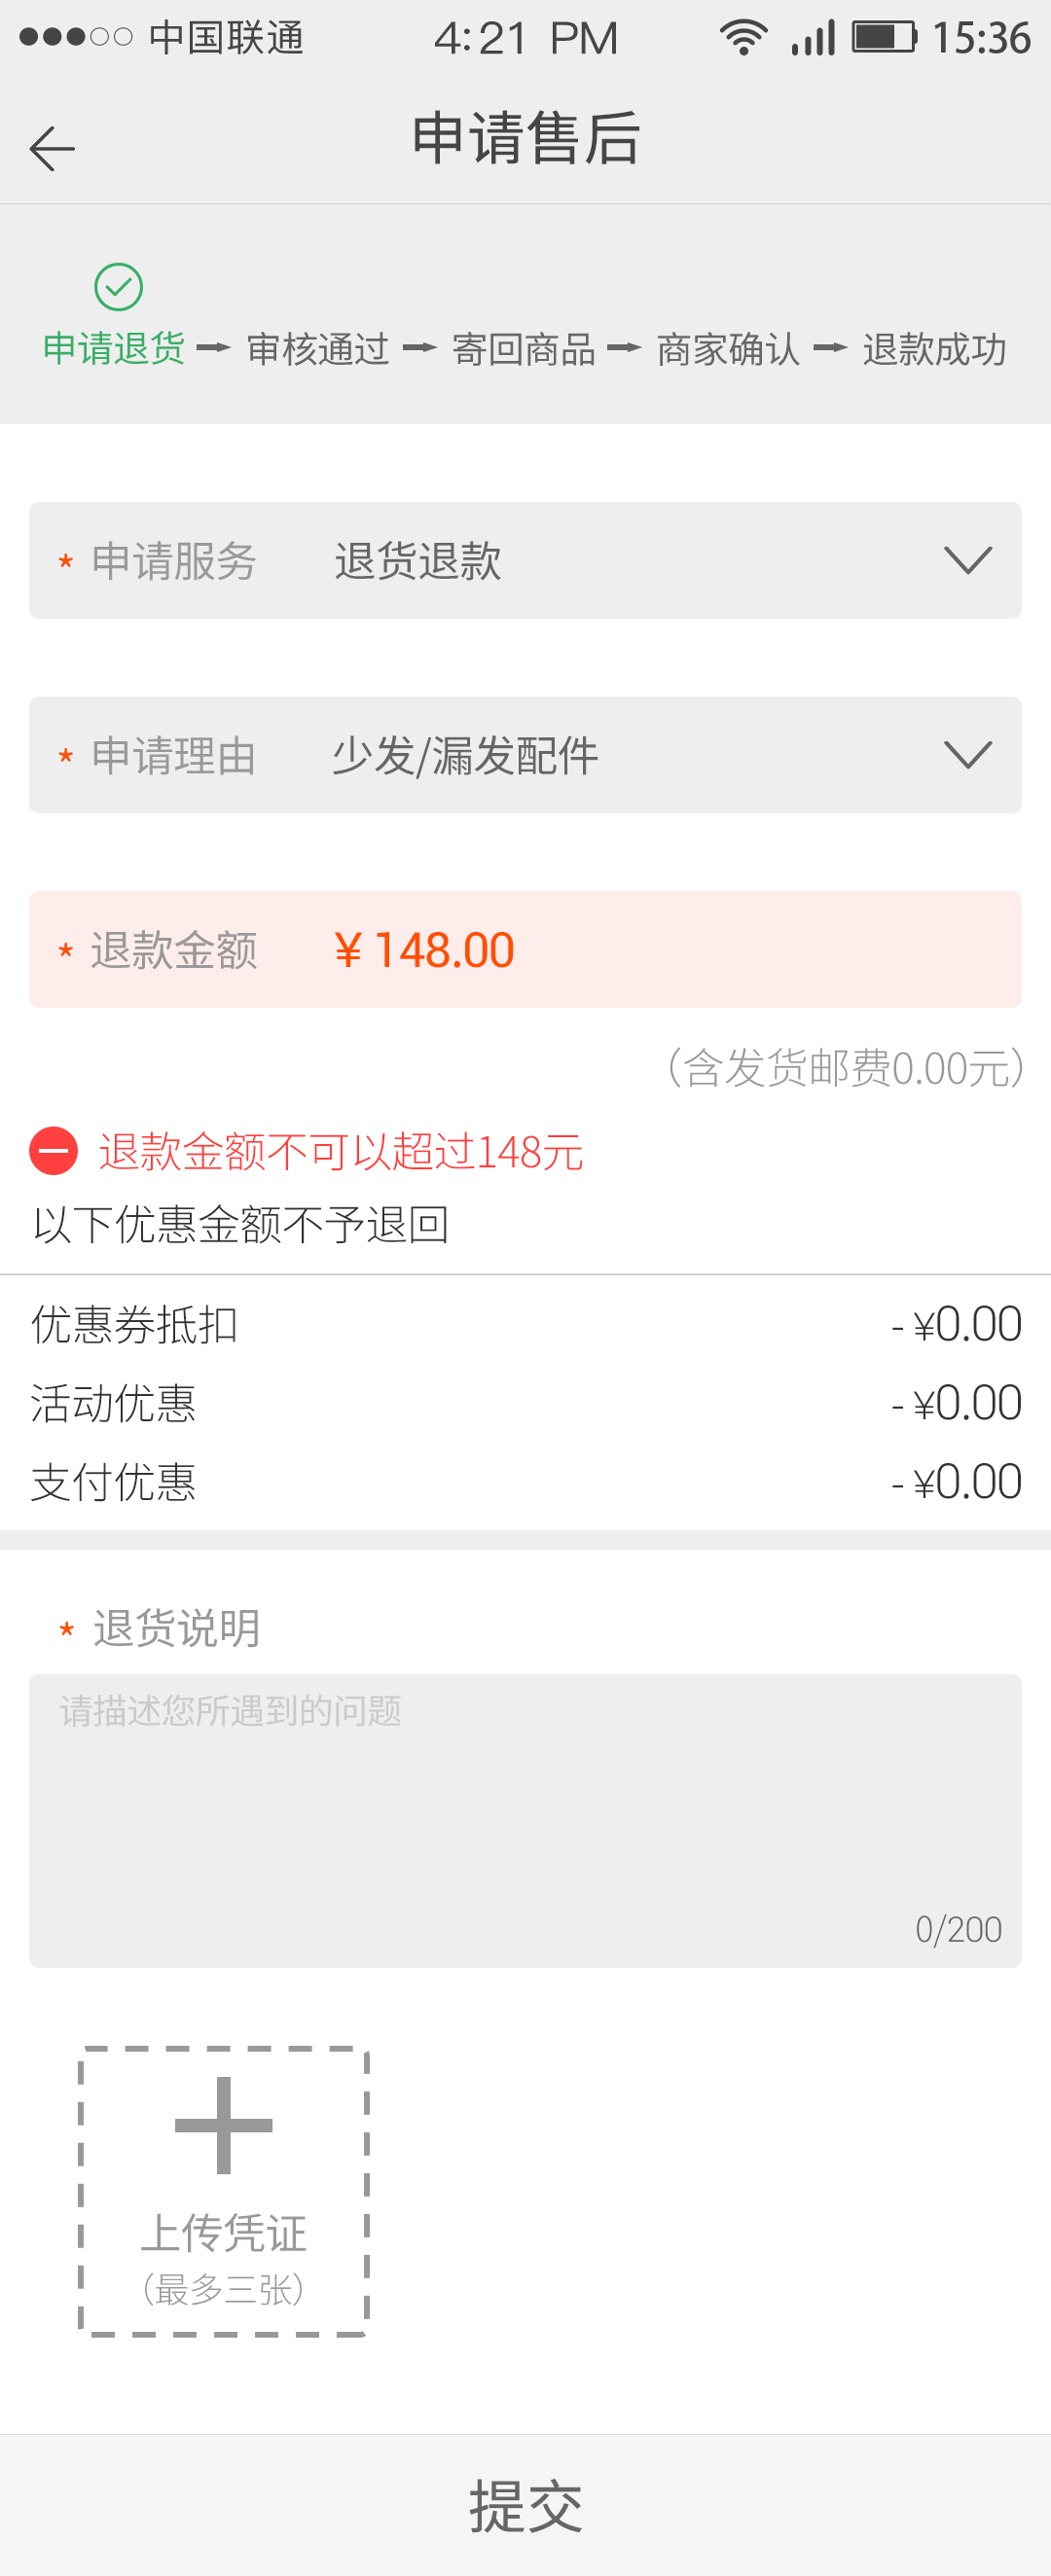 中国联通 4:21 PM 15:36
申请售后
申请退货 审核通过 寄回商品 商家确认 退款成功
* 申请服务 退货退款
* 申请理由 少发/漏发配件
* 退款金额 ¥ 148.00
（含发货邮费0.00元）
退款金额不可以超过148元
以下优惠金额不予退回
优惠券抵扣 - ¥0.00
活动优惠 - ¥0.00
支付优惠 - ¥0.00
* 退货说明
请描述您所遇到的问题
0/200
上传凭证
（最多三张）
提交